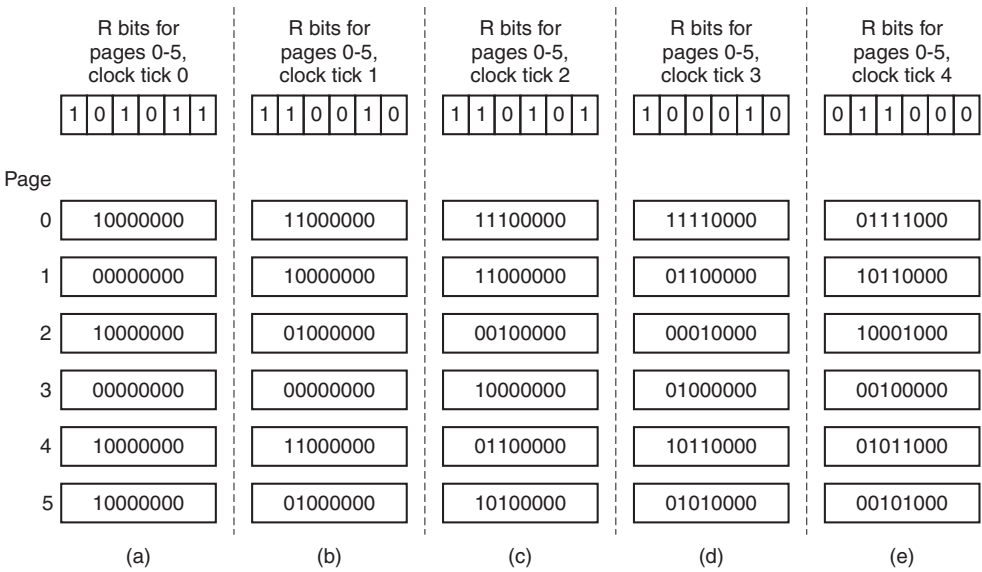 R bits for
pages 0-5,
clock tick 0
R bits for
pages 0-5,
clock tick 1
R bits for
pages 0-5,
clock tick 2
R bits for
pages 0-5,
clock tick 3
R bits for
pages 0-5,
clock tick 4
1 0 1 0 1 1
1 1 0 0 1 0
1 1 0 1 0 1
1 0 0 0 1 0
0 1 1 0 0 0
Page
0 10000000 11000000 11100000 11110000 01111000
1 00000000 10000000 11000000 01100000 10110000
2 10000000 01000000 00100000 00010000 10001000
3 00000000 00000000 10000000 01000000 00100000
4 10000000 11000000 01100000 10110000 01011000
5 10000000 01000000 10100000 01010000 00101000
(a) (b) (c) (d) (e)